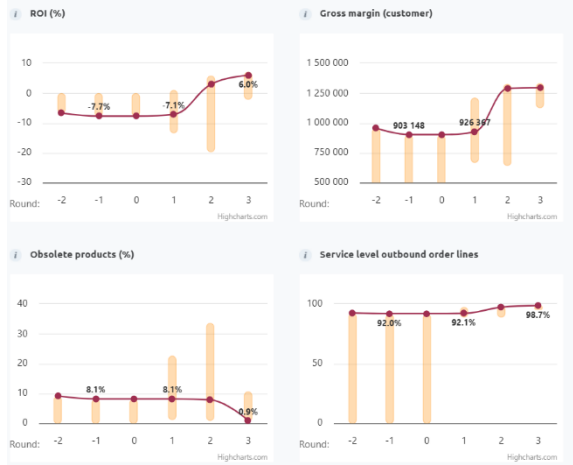 i ROI (%)
10
0
-10
-20
-30
-7.7%
-7.1%
6.0%
Round: -2 -1 0 1 2 3
Highcharts.com
i Gross margin (customer)
1 500 000
1 250 000
1 000 000
750 000
500 000
903 148
926 367
Round: -2 -1 0 1 2 3
Highcharts.com
i Obsolete products (%)
40
30
20
10
0
8.1%
8.1%
0.9%
Round: -2 -1 0 1 2 3
Highcharts.com
i Service level outbound order lines
100
50
0
92.0%
92.1%
98.7%
Round: -2 -1 0 1 2 3
Highcharts.com